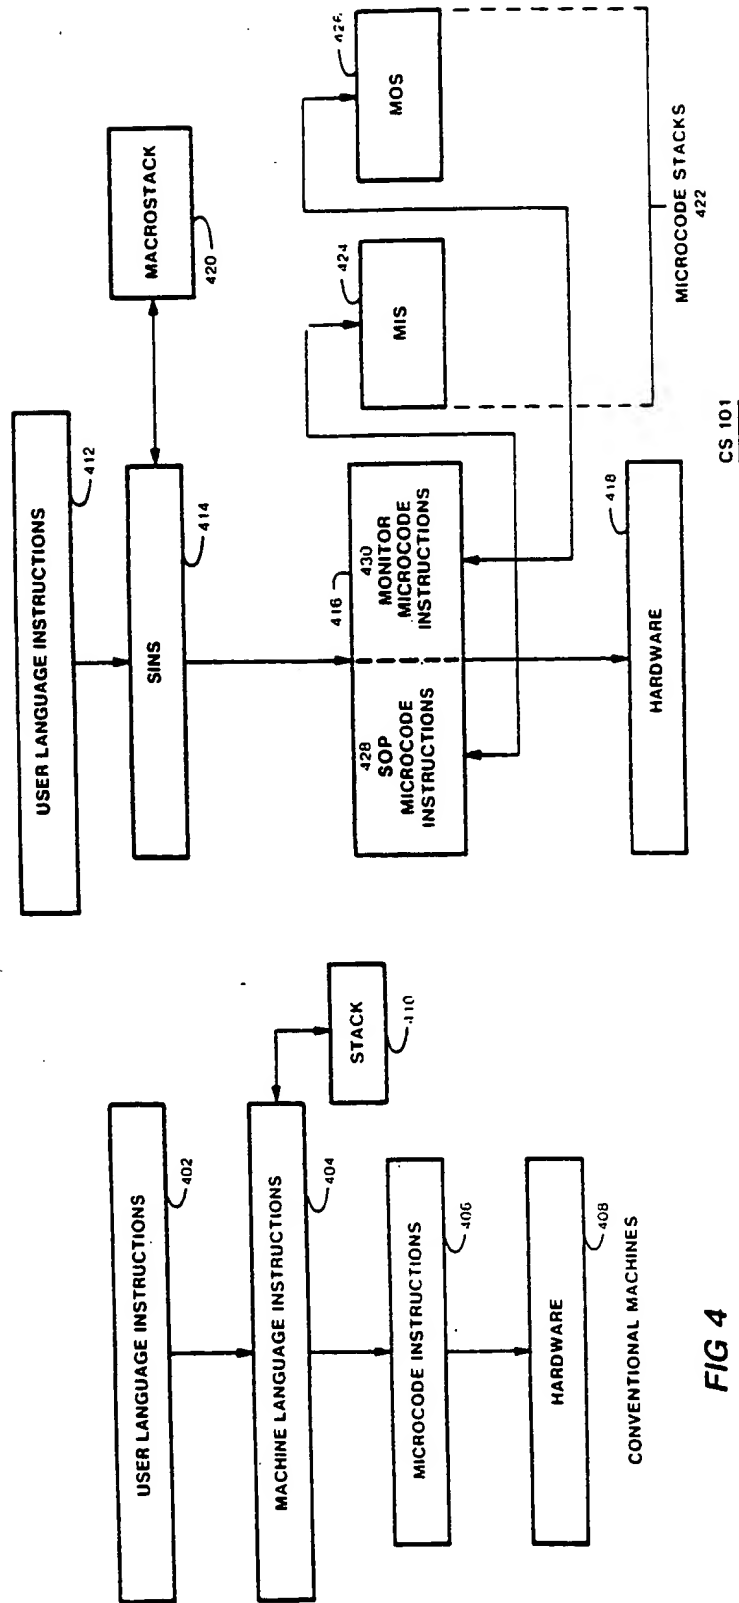 USER LANGUAGE INSTRUCTIONS
402
MACHINE LANGUAGE INSTRUCTIONS
404
STACK
410
MICROCODE INSTRUCTIONS
406
HARDWARE
408
CONVENTIONAL MACHINES
USER LANGUAGE INSTRUCTIONS
412
SINS
414
MACROSTACK
420
416
428
SOP
MICROCODE
INSTRUCTIONS
430
MONITOR
MICROCODE
INSTRUCTIONS
MIS
424
MOS
426
MICROCODE STACKS
422
HARDWARE
418
CS 101
FIG 4